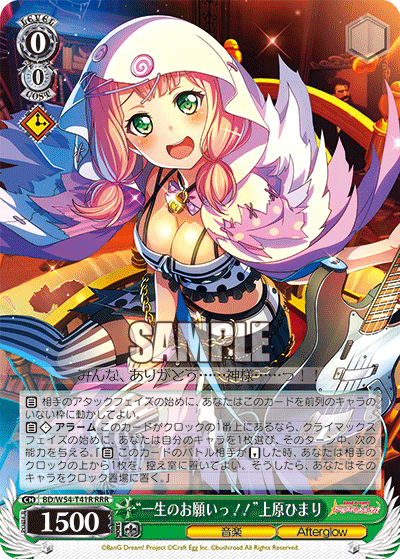 LEVEL
0
0
COST
SAMPLE
みんな、ありがとう……神様……っ！
自 相手のアタックフェイズの始めに、あなたはこのカードを前列のキャラの
いない枠に動かしてよい。
自 アラーム このカードがクロックの1番上にあるなら、クライマックス
フェイズの始めに、あなたは自分のキャラを1枚選び、そのターン中、次の
能力を与える。『自 このカードのバトル相手が した時、あなたは相手の
クロックの上から1枚を、控え室に置いてよい。そうしたら、あなたはこの
キャラをクロック置場に置く。』
CH
BD/W54-T41R RRR
1500
“一生のお願いっ！！”上原ひまり
音楽
Afterglow
©BanG Dream! Project ©Craft Egg Inc. ©bushiroad All Rights Reserved.